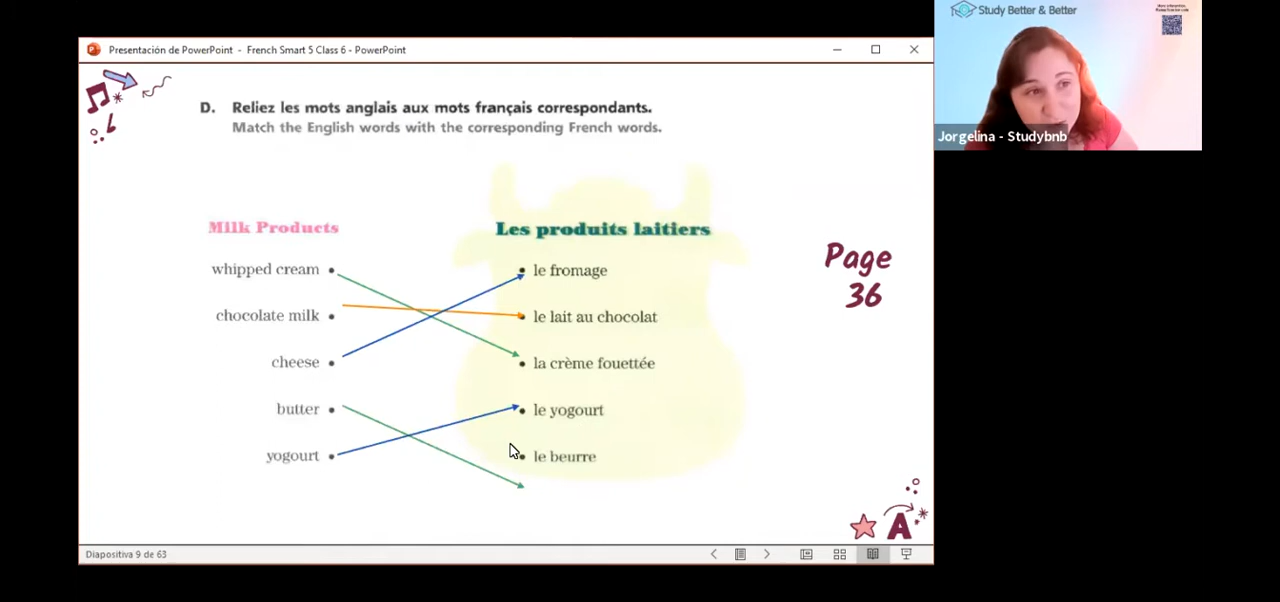 Presentación de PowerPoint - French Smart 5 Class 6 - PowerPoint
Study Better & Better
Jorgelina - Studybnb
D. Reliez les mots anglais aux mots français correspondants.
Match the English words with the corresponding French words.
Milk Products
Les produits laitiers
whipped cream • • le fromage
chocolate milk • • le lait au chocolat
cheese • • la crème fouettée
butter • • le yogourt
yogourt • • le beurre
Page
36
A
Diapositiva 9 de 63